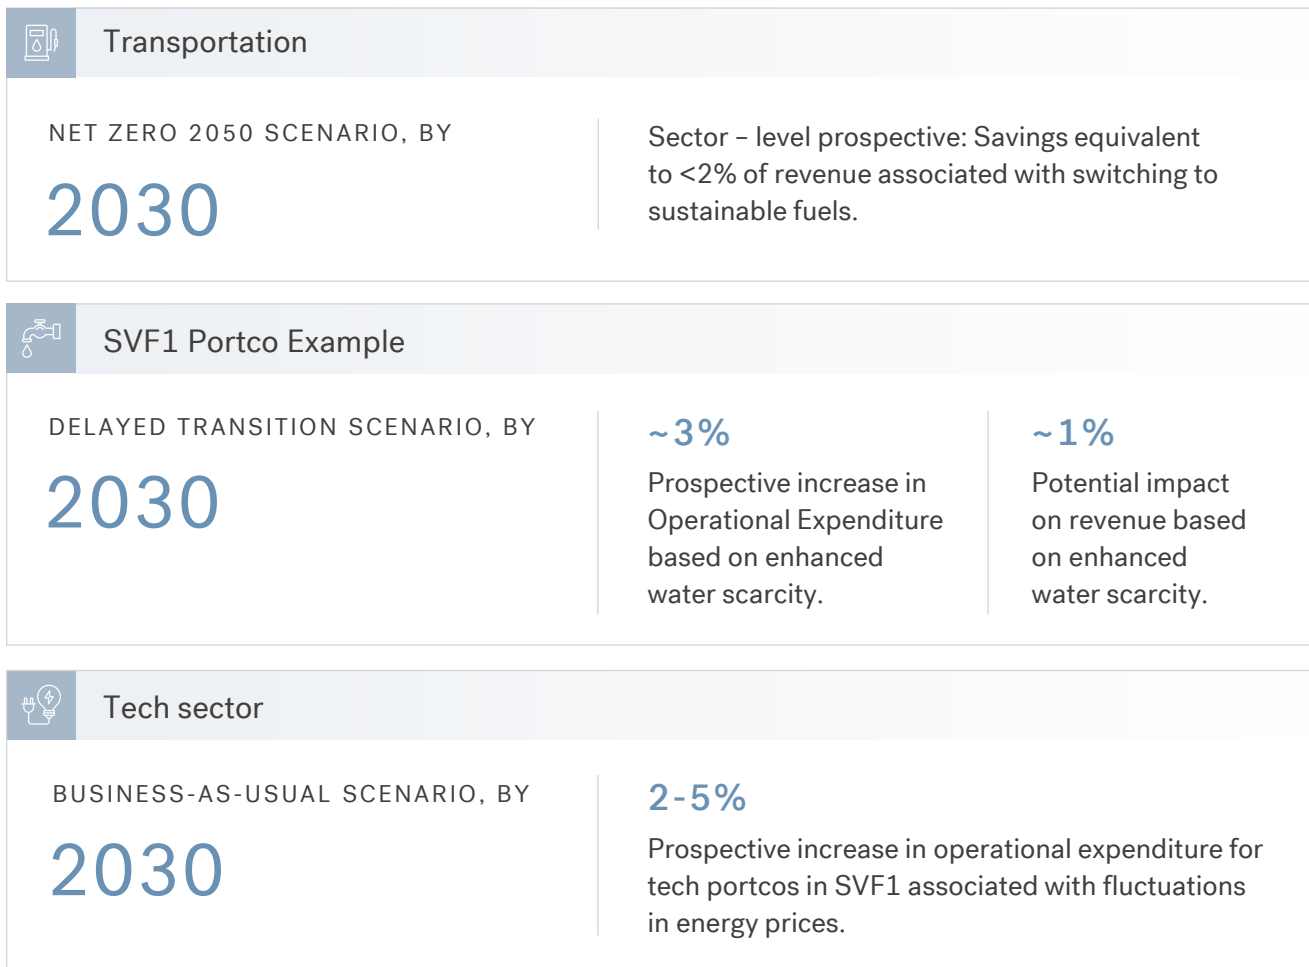 Transportation
NET ZERO 2050 SCENARIO, BY
2030
Sector – level prospective: Savings equivalent
to <2% of revenue associated with switching to
sustainable fuels.
SVF1 Portco Example
DELAYED TRANSITION SCENARIO, BY
2030
~3%
Prospective increase in
Operational Expenditure
based on enhanced
water scarcity.
~1%
Potential impact
on revenue based
on enhanced
water scarcity.
Tech sector
BUSINESS-AS-USUAL SCENARIO, BY
2030
2-5%
Prospective increase in operational expenditure for
tech portcos in SVF1 associated with fluctuations
in energy prices.